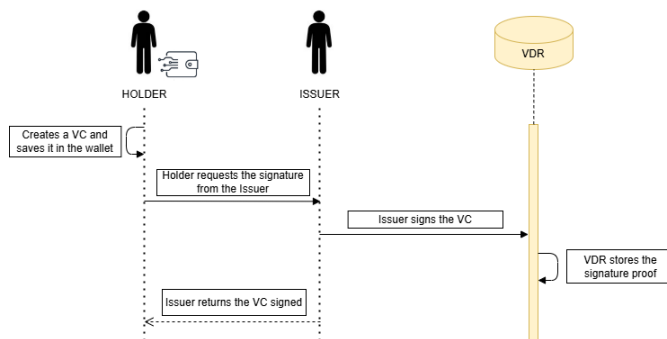 VDR
HOLDER
ISSUER
Creates a VC and
saves it in the wallet
Holder requests the signature
from the Issuer
Issuer signs the VC
VDR stores the
signature proof
Issuer returns the VC signed